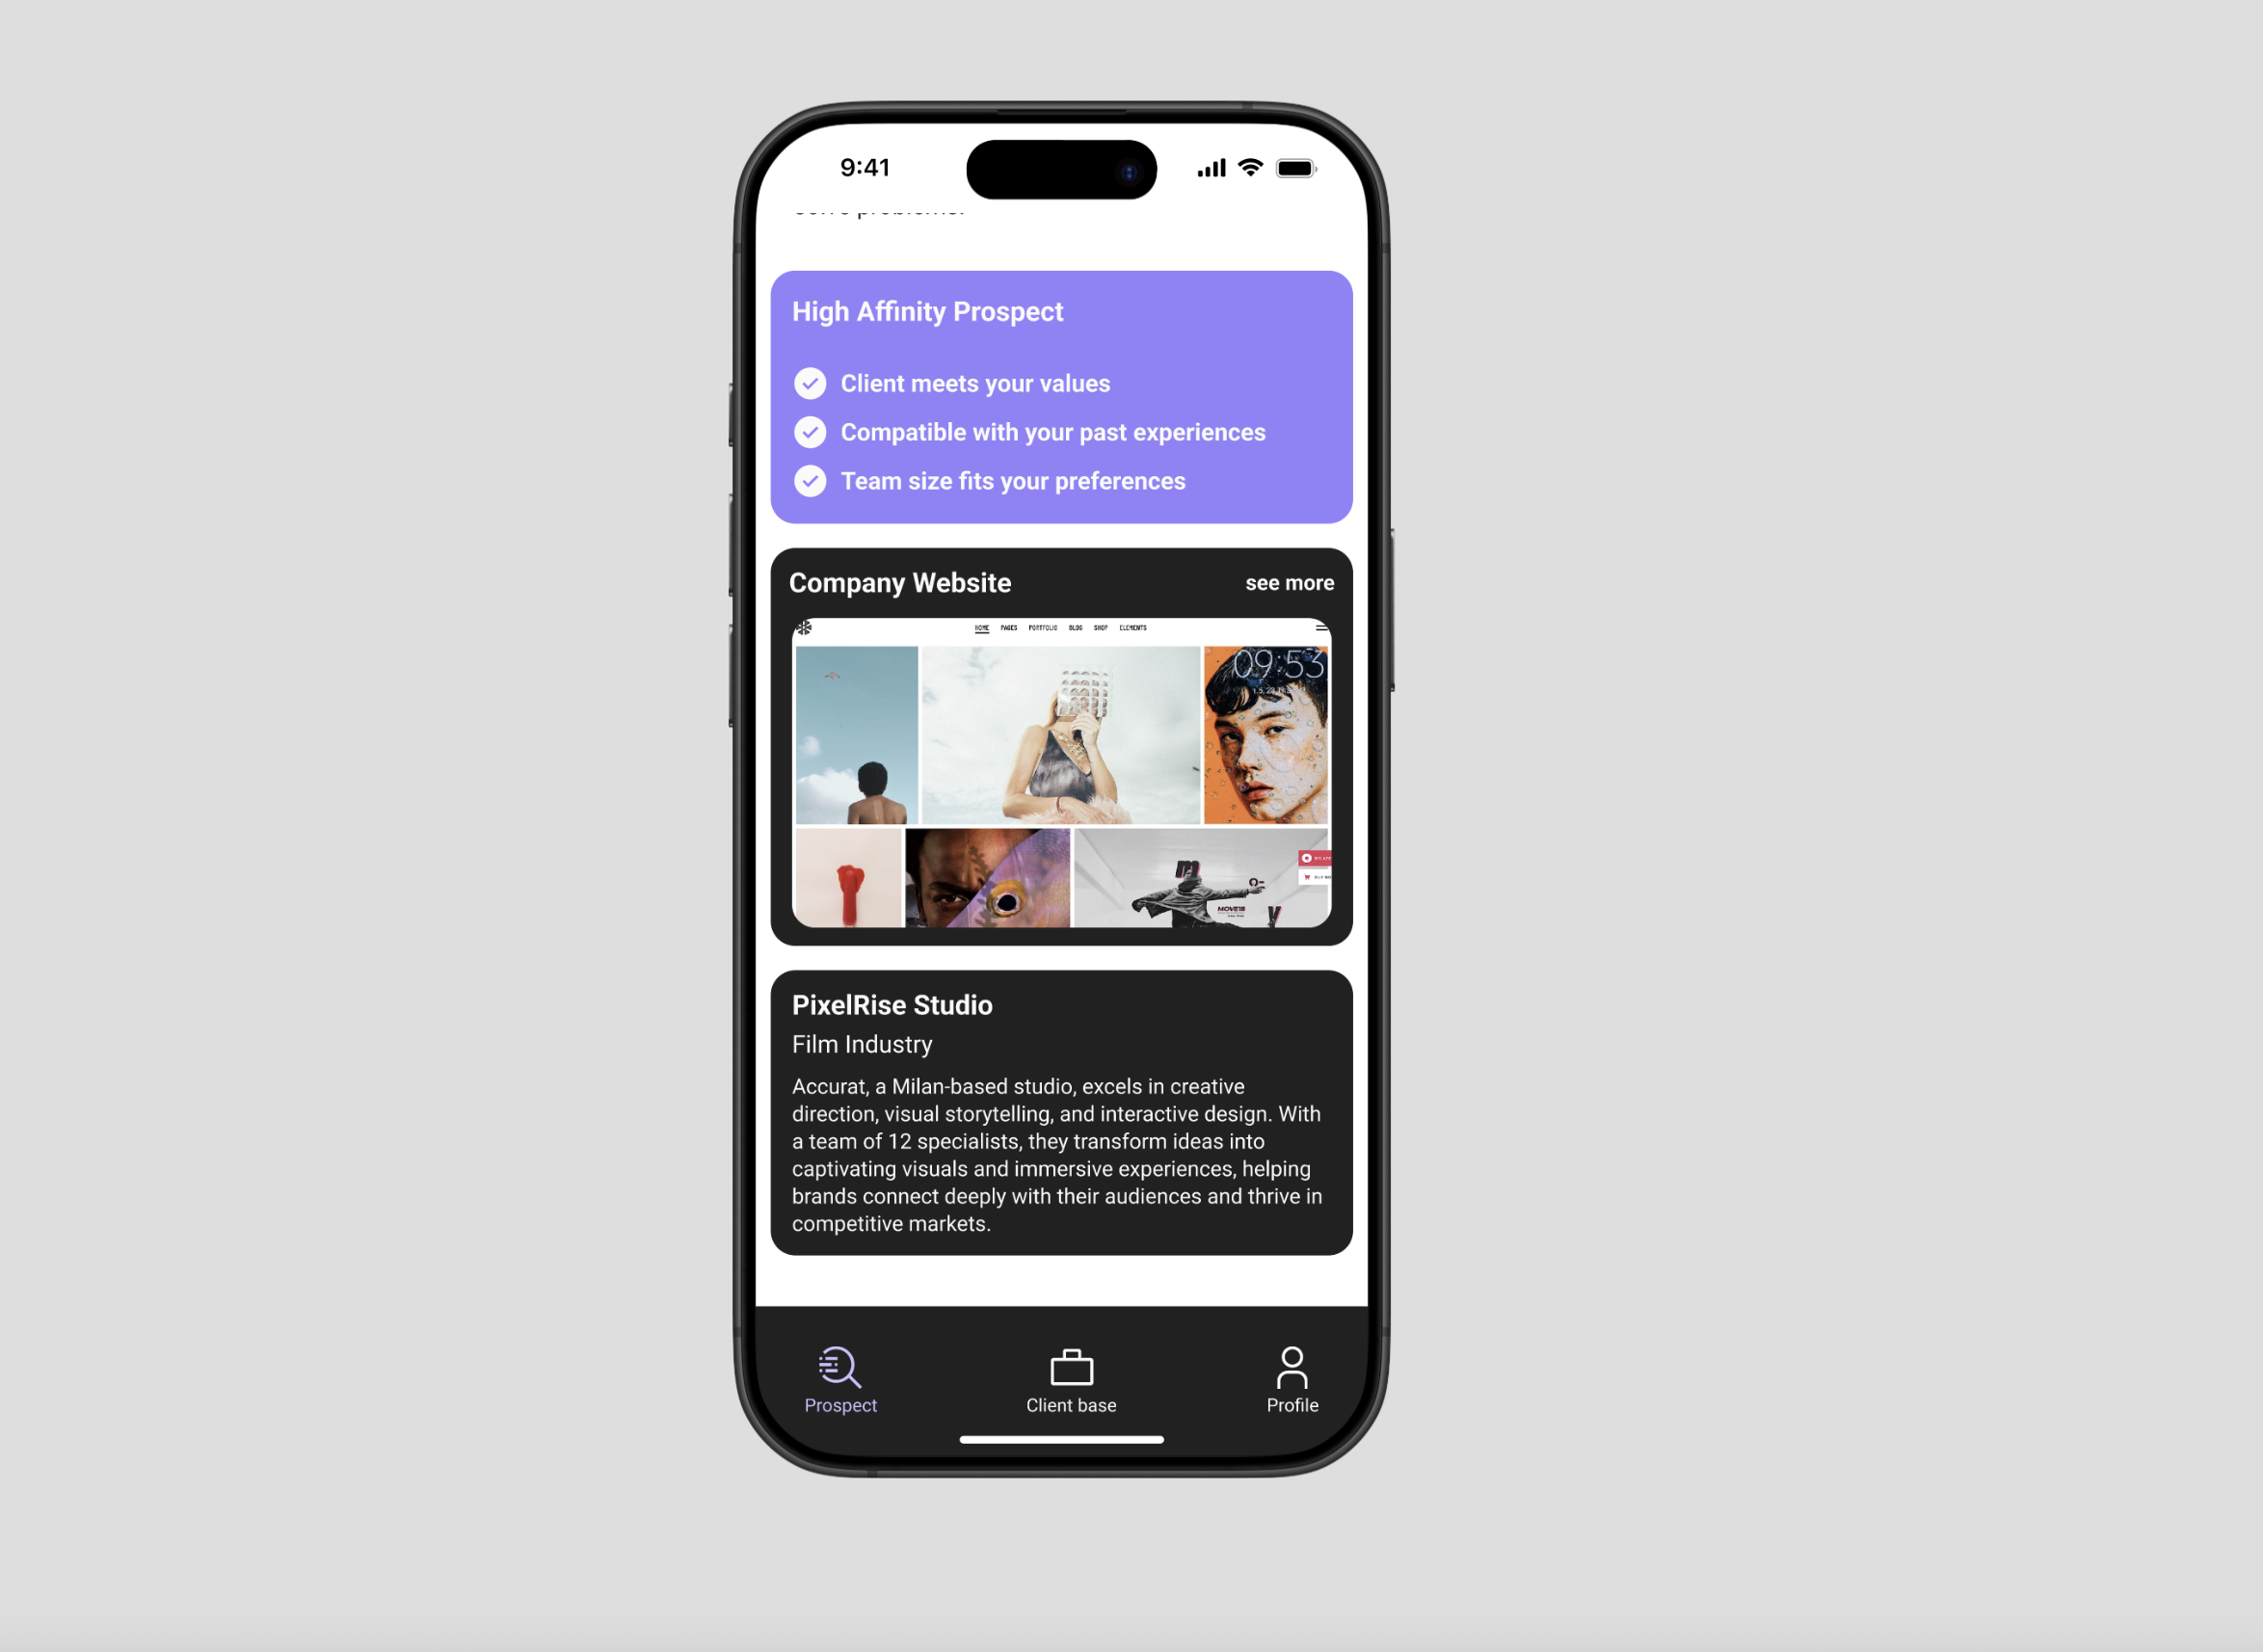 9:41
High Affinity Prospect
Client meets your values
Compatible with your past experiences
Team size fits your preferences
Company Website
see more
HOME PAGES PORTFOLIO BLOG SHOP ELEMENTS
09:53
m
MOVE
PixelRise Studio
Film Industry
Accurat, a Milan-based studio, excels in creative
direction, visual storytelling, and interactive design. With
a team of 12 specialists, they transform ideas into
captivating visuals and immersive experiences, helping
brands connect deeply with their audiences and thrive in
competitive markets.
Prospect
Client base
Profile